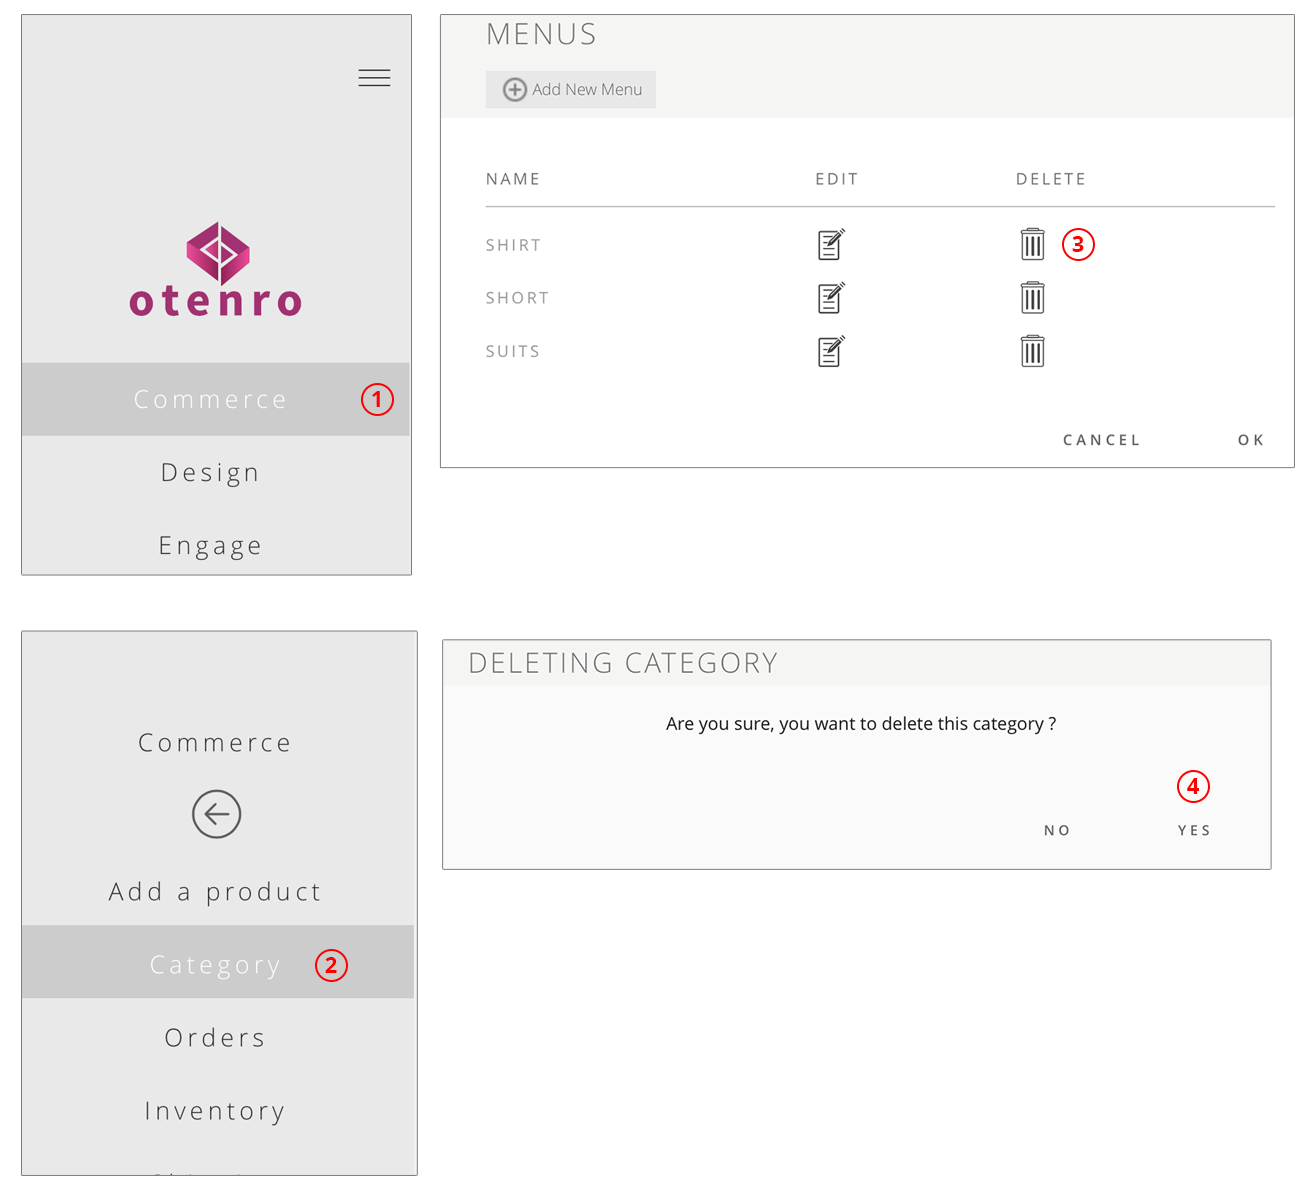 otenro
Commerce 1
Design
Engage
MENUS
Add New Menu
NAME EDIT DELETE
SHIRT 3
SHORT
SUITS
CANCEL OK
Commerce
Add a product
Category 2
Orders
Inventory
DELETING CATEGORY
Are you sure, you want to delete this category ?
4
NO YES